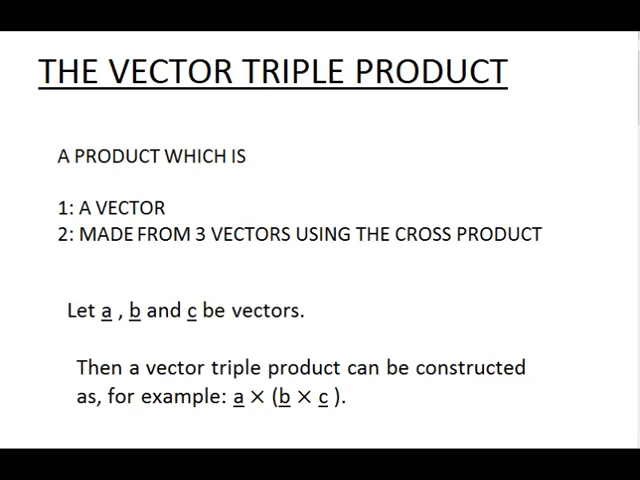 THE VECTOR TRIPLE PRODUCT
A PRODUCT WHICH IS
1: A VECTOR
2: MADE FROM 3 VECTORS USING THE CROSS PRODUCT
Let a , b and c be vectors.
Then a vector triple product can be constructed
as, for example: a × (b × c ).